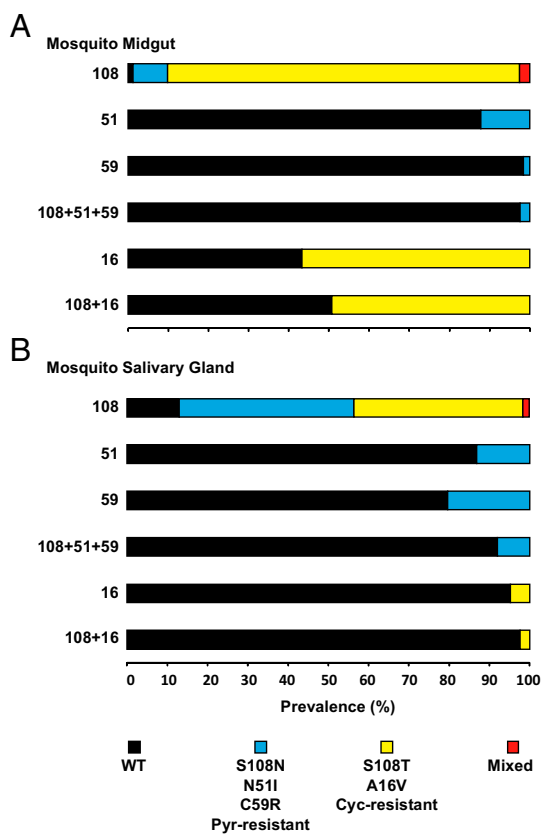 A
Mosquito Midgut
108
51
59
108+51+59
16
108+16
B
Mosquito Salivary Gland
108
51
59
108+51+59
16
108+16
0 10 20 30 40 50 60 70 80 90 100
Prevalence (%)
WT
S108N
N51I
C59R
Pyr-resistant
S108T
A16V
Cyc-resistant
Mixed